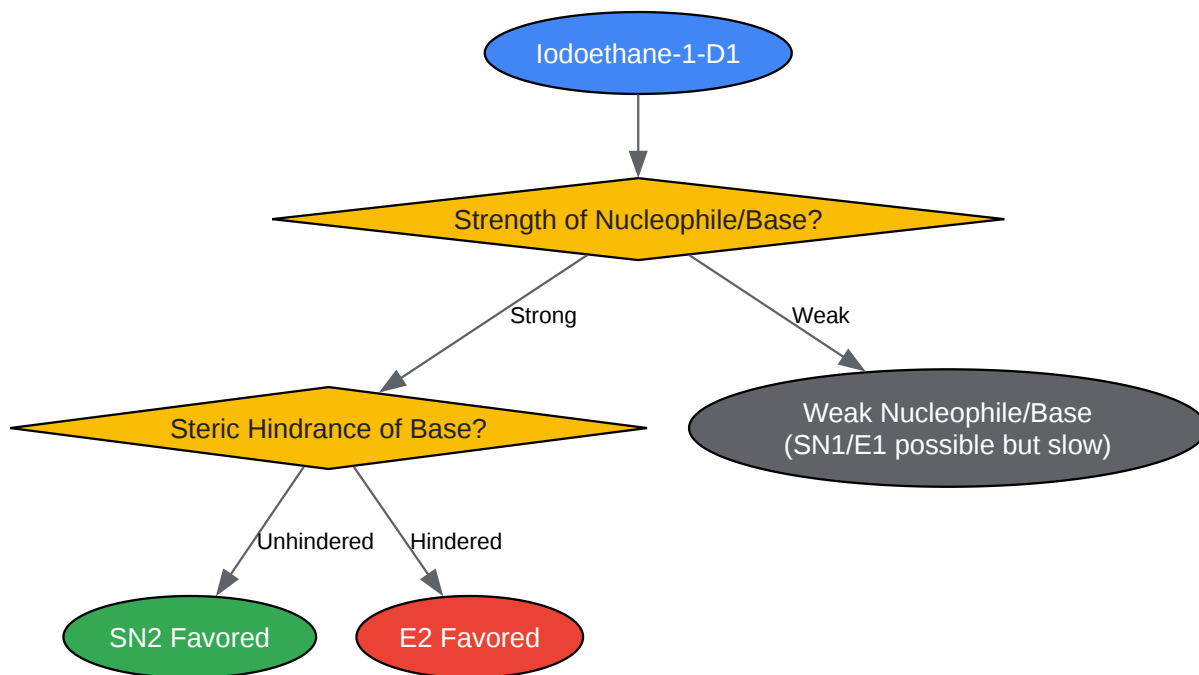 Iodoethane-1-D1
Strength of Nucleophile/Base?
Strong
Weak
Steric Hindrance of Base?
Weak Nucleophile/Base
(SN1/E1 possible but slow)
Unhindered
Hindered
SN2 Favored
E2 Favored